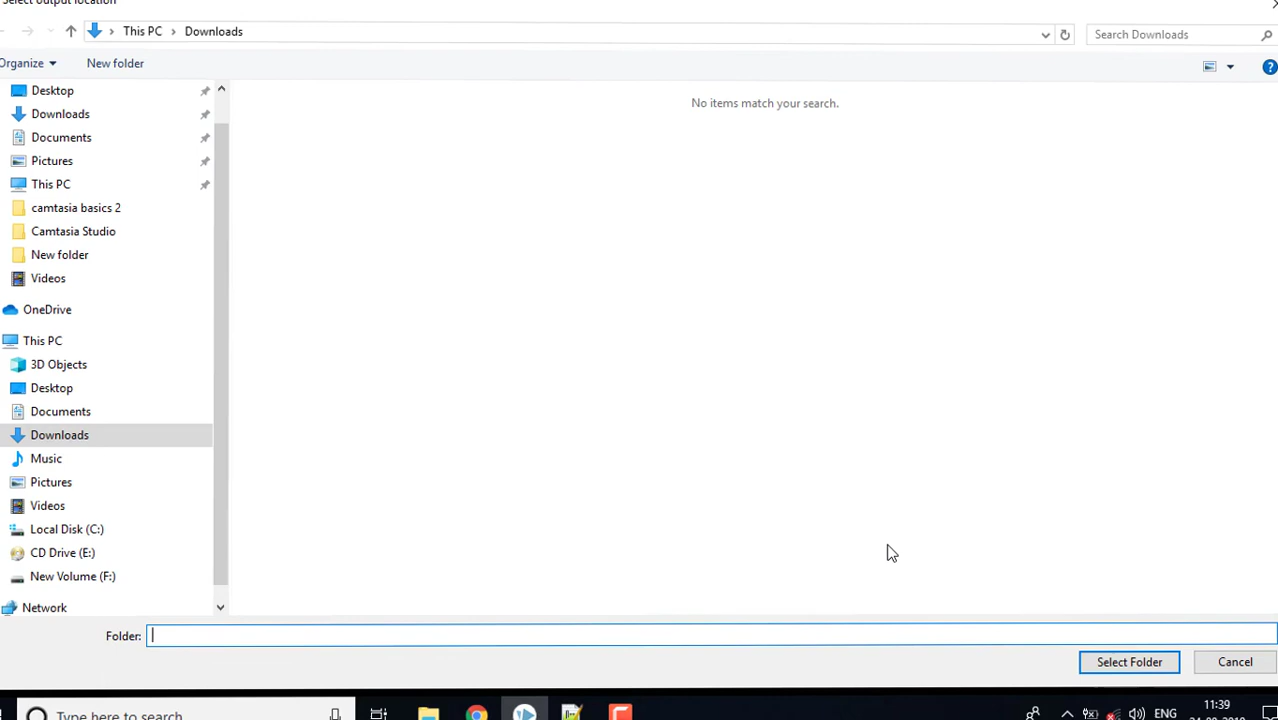 Select output location
This PC > Downloads
Search Downloads
Organize
New folder
No items match your search.
Desktop
Downloads
Documents
Pictures
This PC
camtasia basics 2
Camtasia Studio
New folder
Videos
OneDrive
This PC
3D Objects
Desktop
Documents
Downloads
Music
Pictures
Videos
Local Disk (C:)
CD Drive (E:)
New Volume (F:)
Network
Folder:
Select Folder
Cancel
Type here to search
ENG
11:39